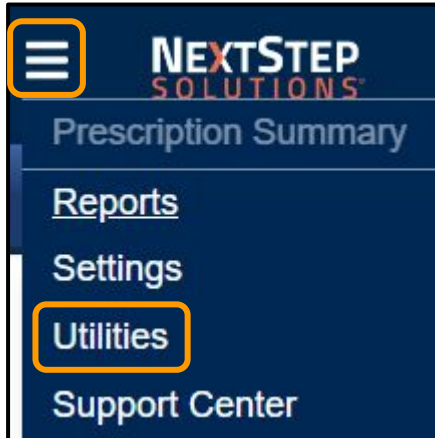 NEXTSTEP
SOLUTIONS
Prescription Summary
Reports
Settings
Utilities
Support Center